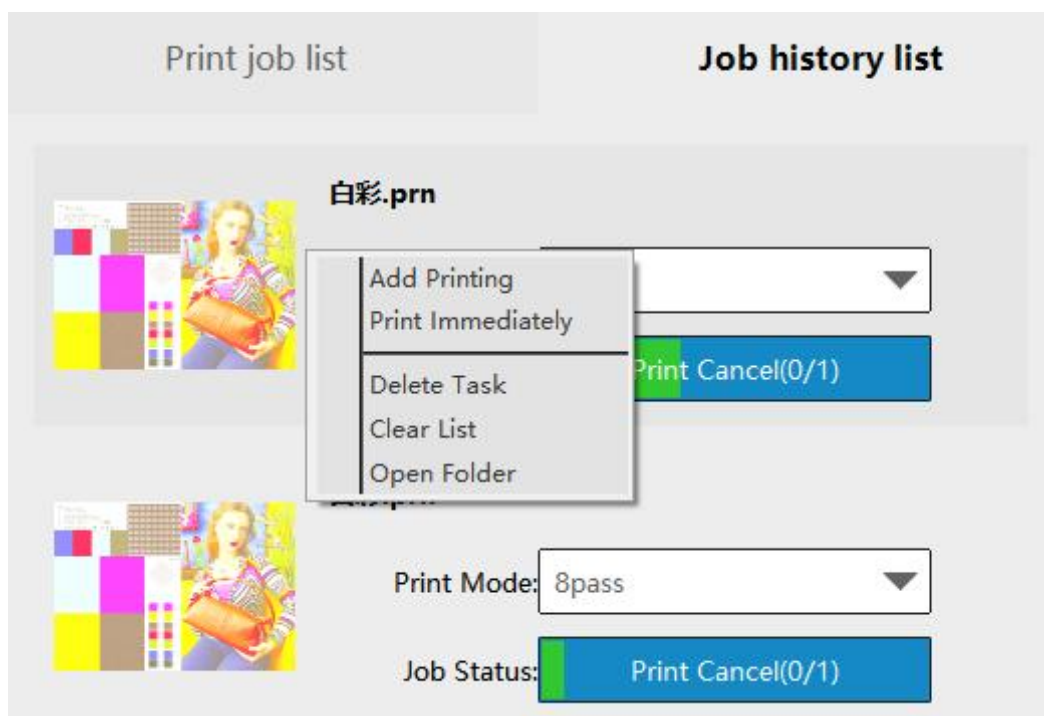 Print job list
Job history list
白彩.prn
Add Printing
Print Immediately
Delete Task
Clear List
Open Folder
Print Cancel(0/1)
Print Mode:
8pass
Job Status:
Print Cancel(0/1)